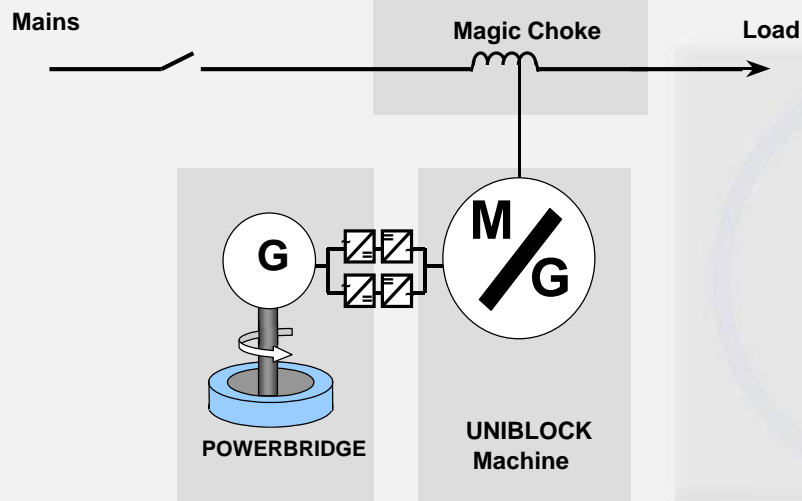 Mains
Magic Choke
Load
G
M
G
POWERBRIDGE
UNIBLOCK
Machine